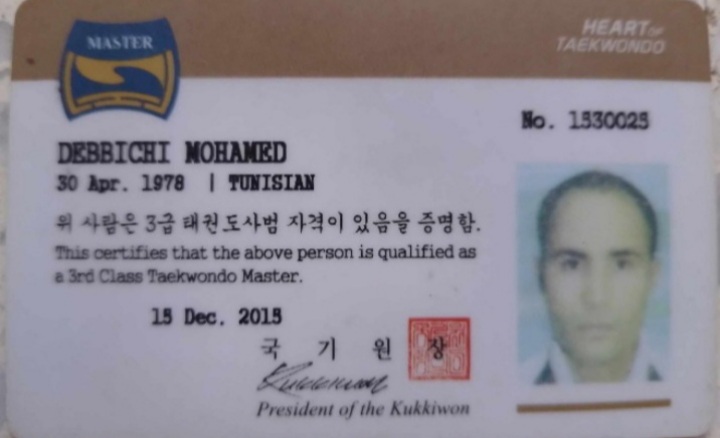 MASTER
HEART OF
TAEKWONDO
No. 1530025
DEBBICHI MOHAMED
30 Apr. 1978 | TUNISIAN
위 사람은 3급 태권도사범 자격이 있음을 증명함.
This certifies that the above person is qualified as
a 3rd Class Taekwondo Master.
15 Dec. 2015
국 기 원 장
Kukkiwon
President of the Kukkiwon